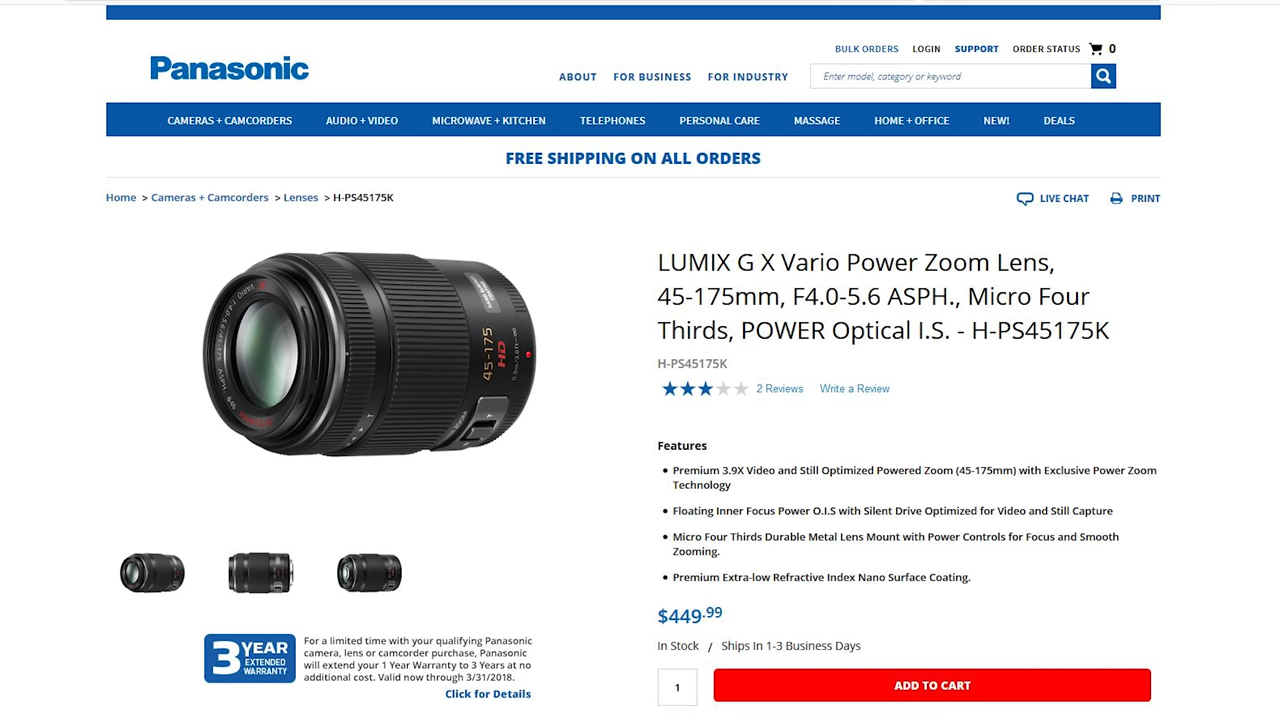 BULK ORDERS LOGIN SUPPORT ORDER STATUS 0
Panasonic
ABOUT FOR BUSINESS FOR INDUSTRY Enter model, category or keyword
CAMERAS + CAMCORDERS AUDIO + VIDEO MICROWAVE + KITCHEN TELEPHONES PERSONAL CARE MASSAGE HOME + OFFICE NEW! DEALS
FREE SHIPPING ON ALL ORDERS
Home > Cameras + Camcorders > Lenses > H-PS45175K
LIVE CHAT PRINT
45-175
HD
LUMIX G X Vario Power Zoom Lens,
45-175mm, F4.0-5.6 ASPH., Micro Four
Thirds, POWER Optical I.S. - H-PS45175K
H-PS45175K
2 Reviews Write a Review
Features
• Premium 3.9X Video and Still Optimized Powered Zoom (45-175mm) with Exclusive Power Zoom
Technology
• Floating Inner Focus Power O.I.S with Silent Drive Optimized for Video and Still Capture
• Micro Four Thirds Durable Metal Lens Mount with Power Controls for Focus and Smooth
Zooming.
• Premium Extra-low Refractive Index Nano Surface Coating.
$449.99
In Stock / Ships In 1-3 Business Days
1 ADD TO CART
3 YEAR
EXTENDED
WARRANTY
For a limited time with your qualifying Panasonic
camera, lens or camcorder purchase, Panasonic
will extend your 1 Year Warranty to 3 Years at no
additional cost. Valid now through 3/31/2018.
Click for Details